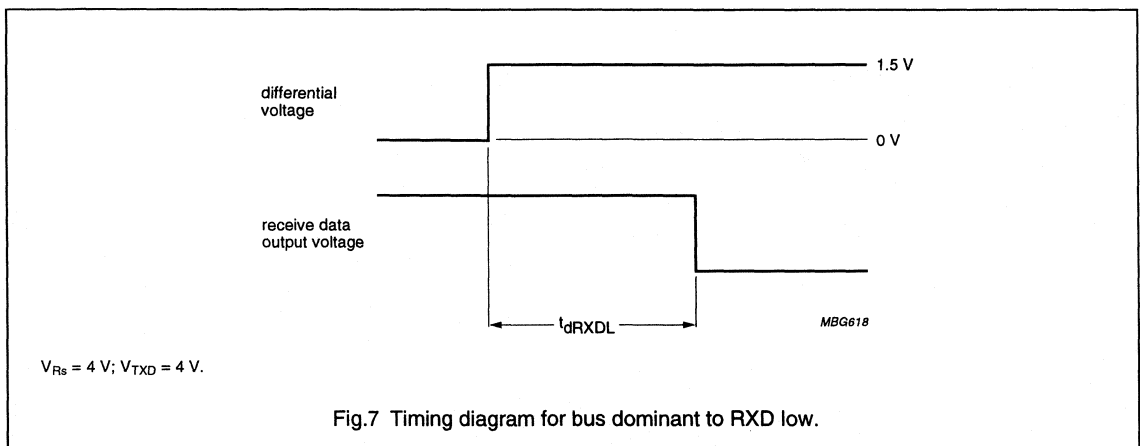 differential
voltage
1.5 V
0 V
receive data
output voltage
tdRXDL
MBG618
VRs = 4 V; VTXD = 4 V.
Fig.7 Timing diagram for bus dominant to RXD low.